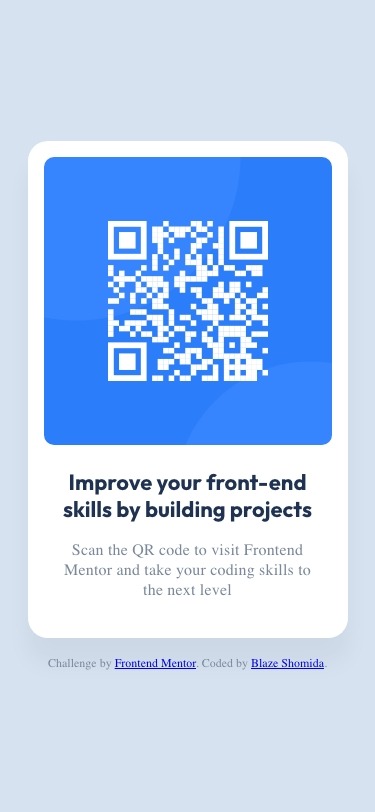 Improve your front-end
skills by building projects
Scan the QR code to visit Frontend
Mentor and take your coding skills to
the next level
Challenge by Frontend Mentor. Coded by Blaze Shomida.